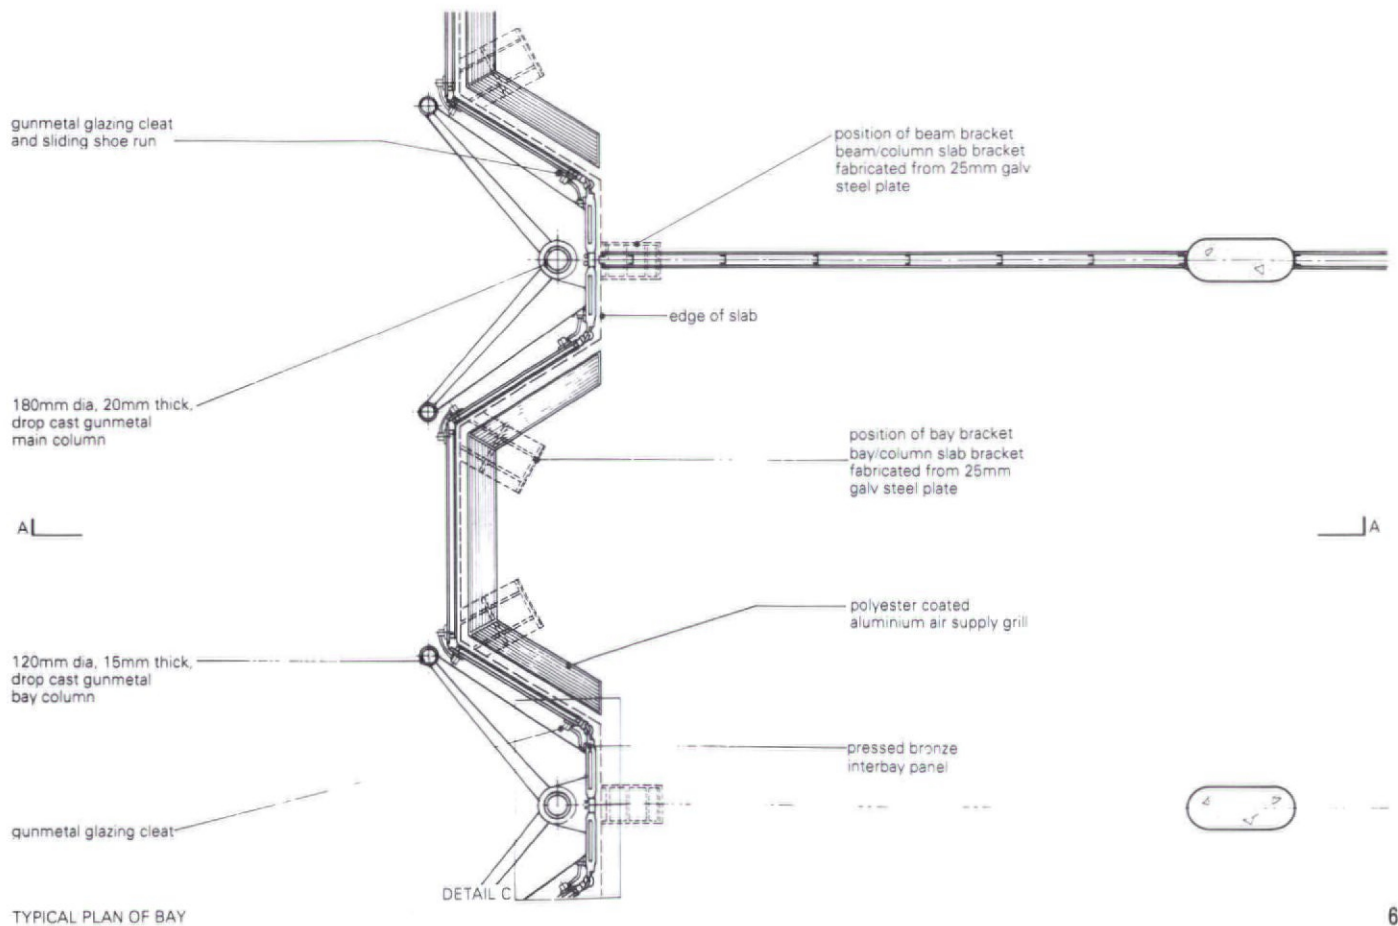 gunmetal glazing cleat
and sliding shoe run
position of beam bracket
beam/column slab bracket
fabricated from 25mm galv
steel plate
edge of slab
180mm dia, 20mm thick,
drop cast gunmetal
main column
position of bay bracket
bay/column slab bracket
fabricated from 25mm
galv steel plate
A
A
polyester coated
aluminium air supply grill
120mm dia, 15mm thick,
drop cast gunmetal
bay column
pressed bronze
interbay panel
gunmetal glazing cleat
DETAIL C
TYPICAL PLAN OF BAY
6